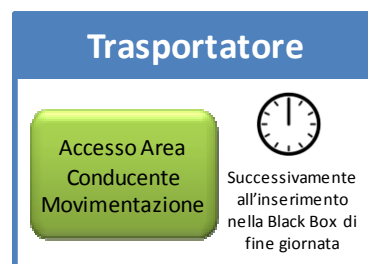 Trasportatore
Accesso Area
Conducente
Movimentazione
Successivamente
all'inserimento
nella Black Box di
fine giornata